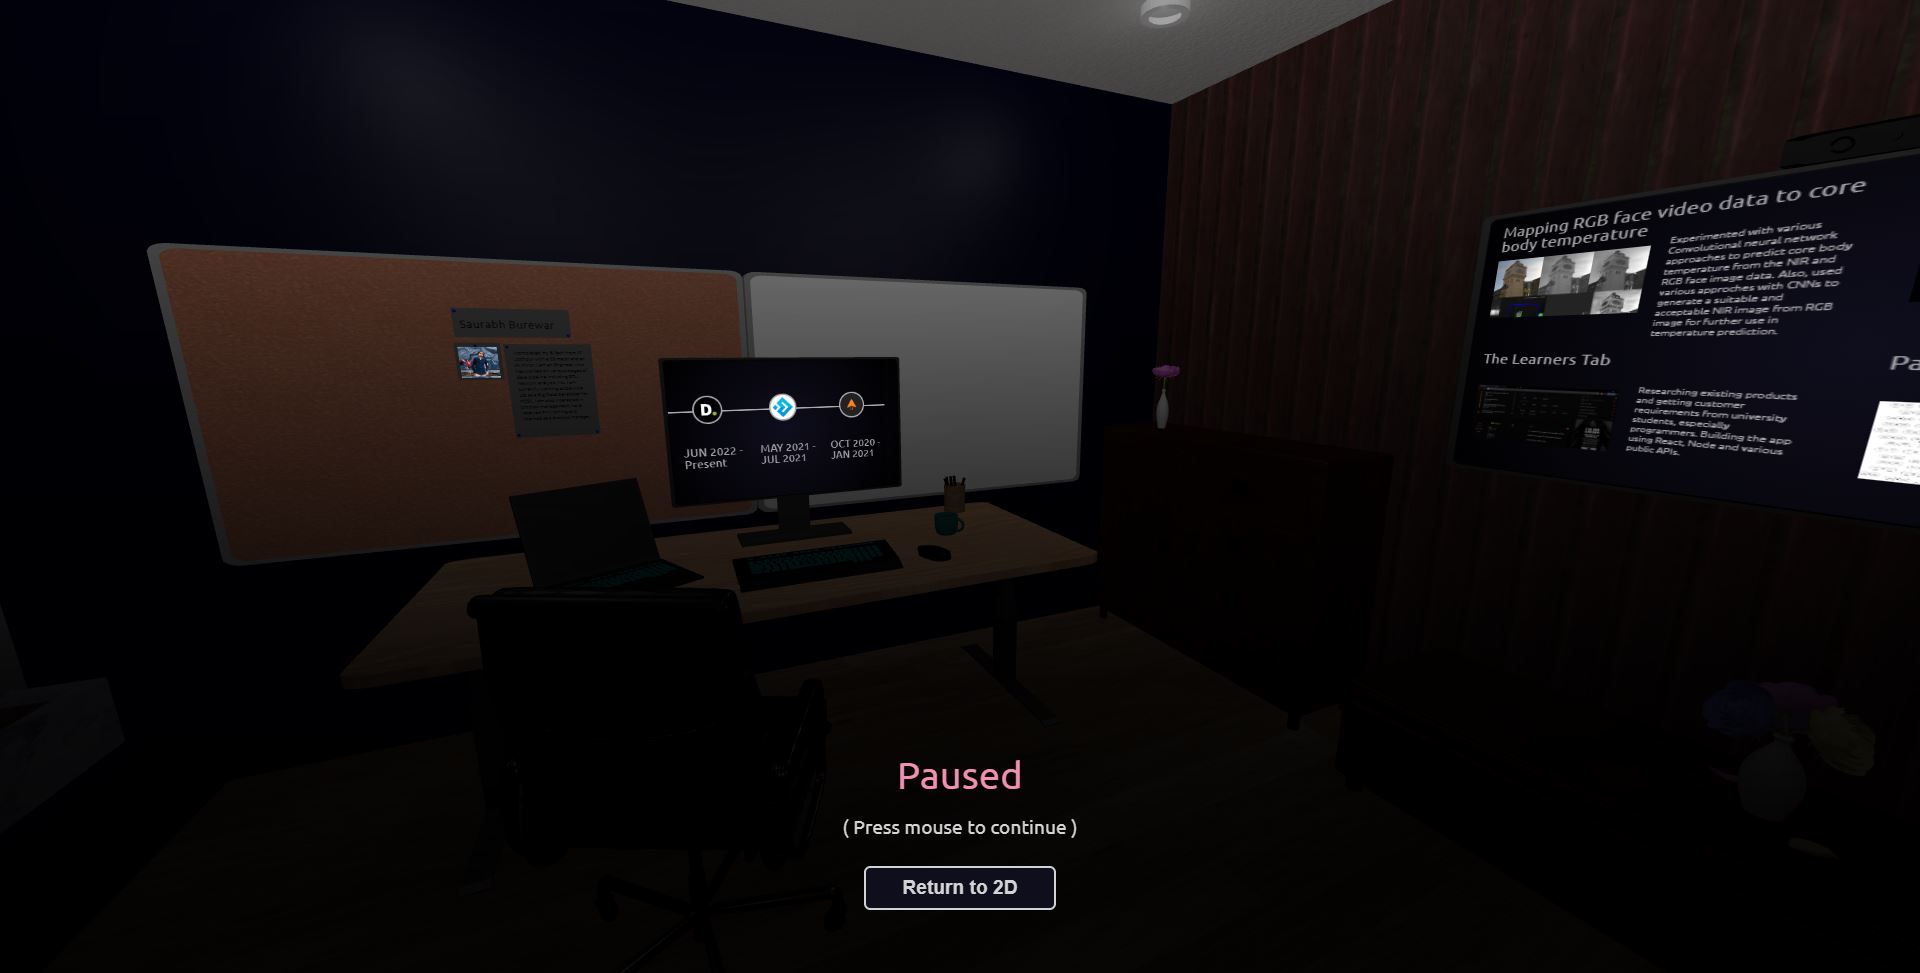 Saurabh Burewar
D.
JUN 2022 -
Present
MAY 2021 -
JUL 2021
OCT 2020 -
JAN 2021
Mapping RGB face video data to core
body temperature
Experimented with various
Convolutional neural network
approaches to predict core body
temperature from the NIR and
RGB face image data. Also, used
various approches with CNNs to
generate a suitable and
acceptable NIR image from RGB
image for further use in
temperature prediction.
The Learners Tab
Researching existing products
and getting customer
requirements from university
students, especially
programmers. Building the app
using React, Node and various
public APIs.
Pa
Paused
( Press mouse to continue )
Return to 2D